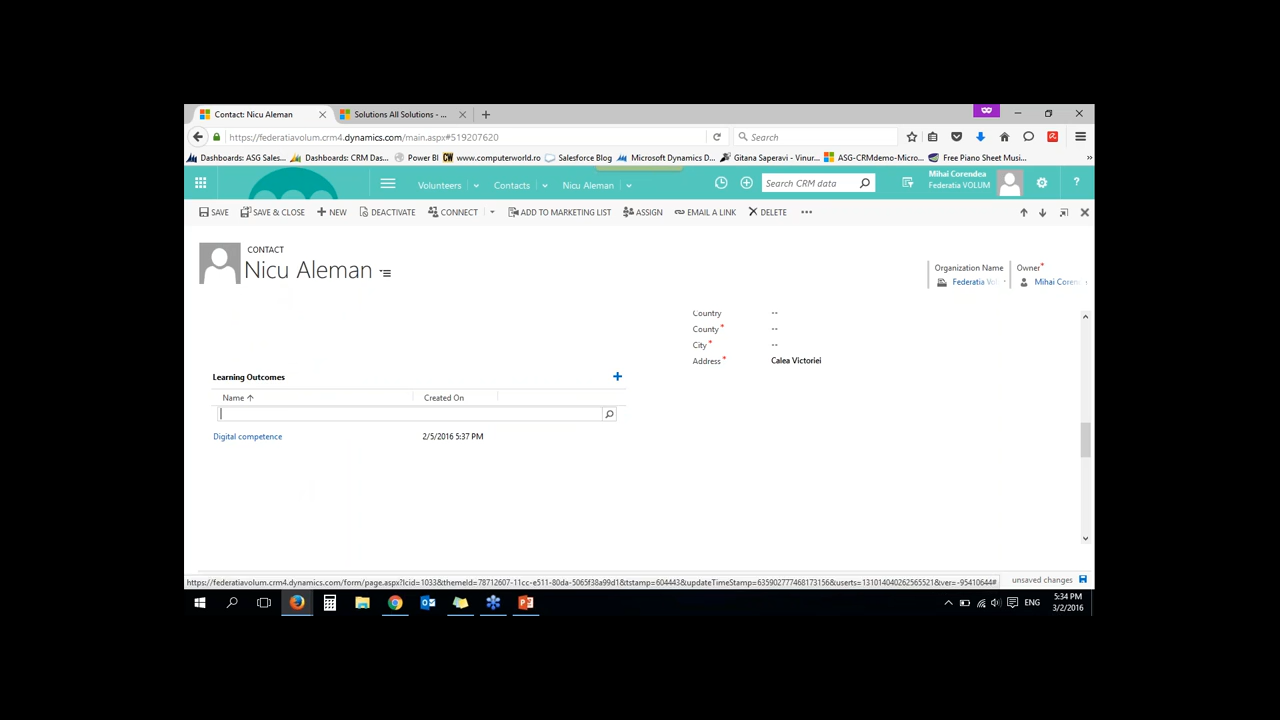 Contact: Nicu Aleman
Solutions All Solutions - ...
https://federatiavolum.crm4.dynamics.com/main.aspx#519207620
Search
Dashboards: ASG Sales... Dashboards: CRM Das... Power BI www.computerworld.ro Salesforce Blog Microsoft Dynamics D... Gitana Saperavi - Vinur... ASG-CRMdemo-Micro... Free Piano Sheet Musi... »
Volunteers Contacts Nicu Aleman Search CRM data
Mihai Corendea
Federatia VOLUM
?
SAVE SAVE & CLOSE + NEW DEACTIVATE CONNECT ADD TO MARKETING LIST ASSIGN EMAIL A LINK DELETE ...
CONTACT
Nicu Aleman
Organization Name Owner*
Federatia Mihai
Country --
County* --
City* --
Address* Calea Victoriei
Learning Outcomes
Name Created On
Digital competence 2/5/2016 5:37 PM
https://federatiavolum.crm4.dynamics.com/form/page.aspx?lcid=1033&themeId=78712607-11cc-e511-80da-5065f38a99d1&tstamp=604443&updateTimeStamp=635902777468173156&userts=131014040262565521&ver=-95410644#
unsaved changes
ENG
5:34 PM
3/2/2016